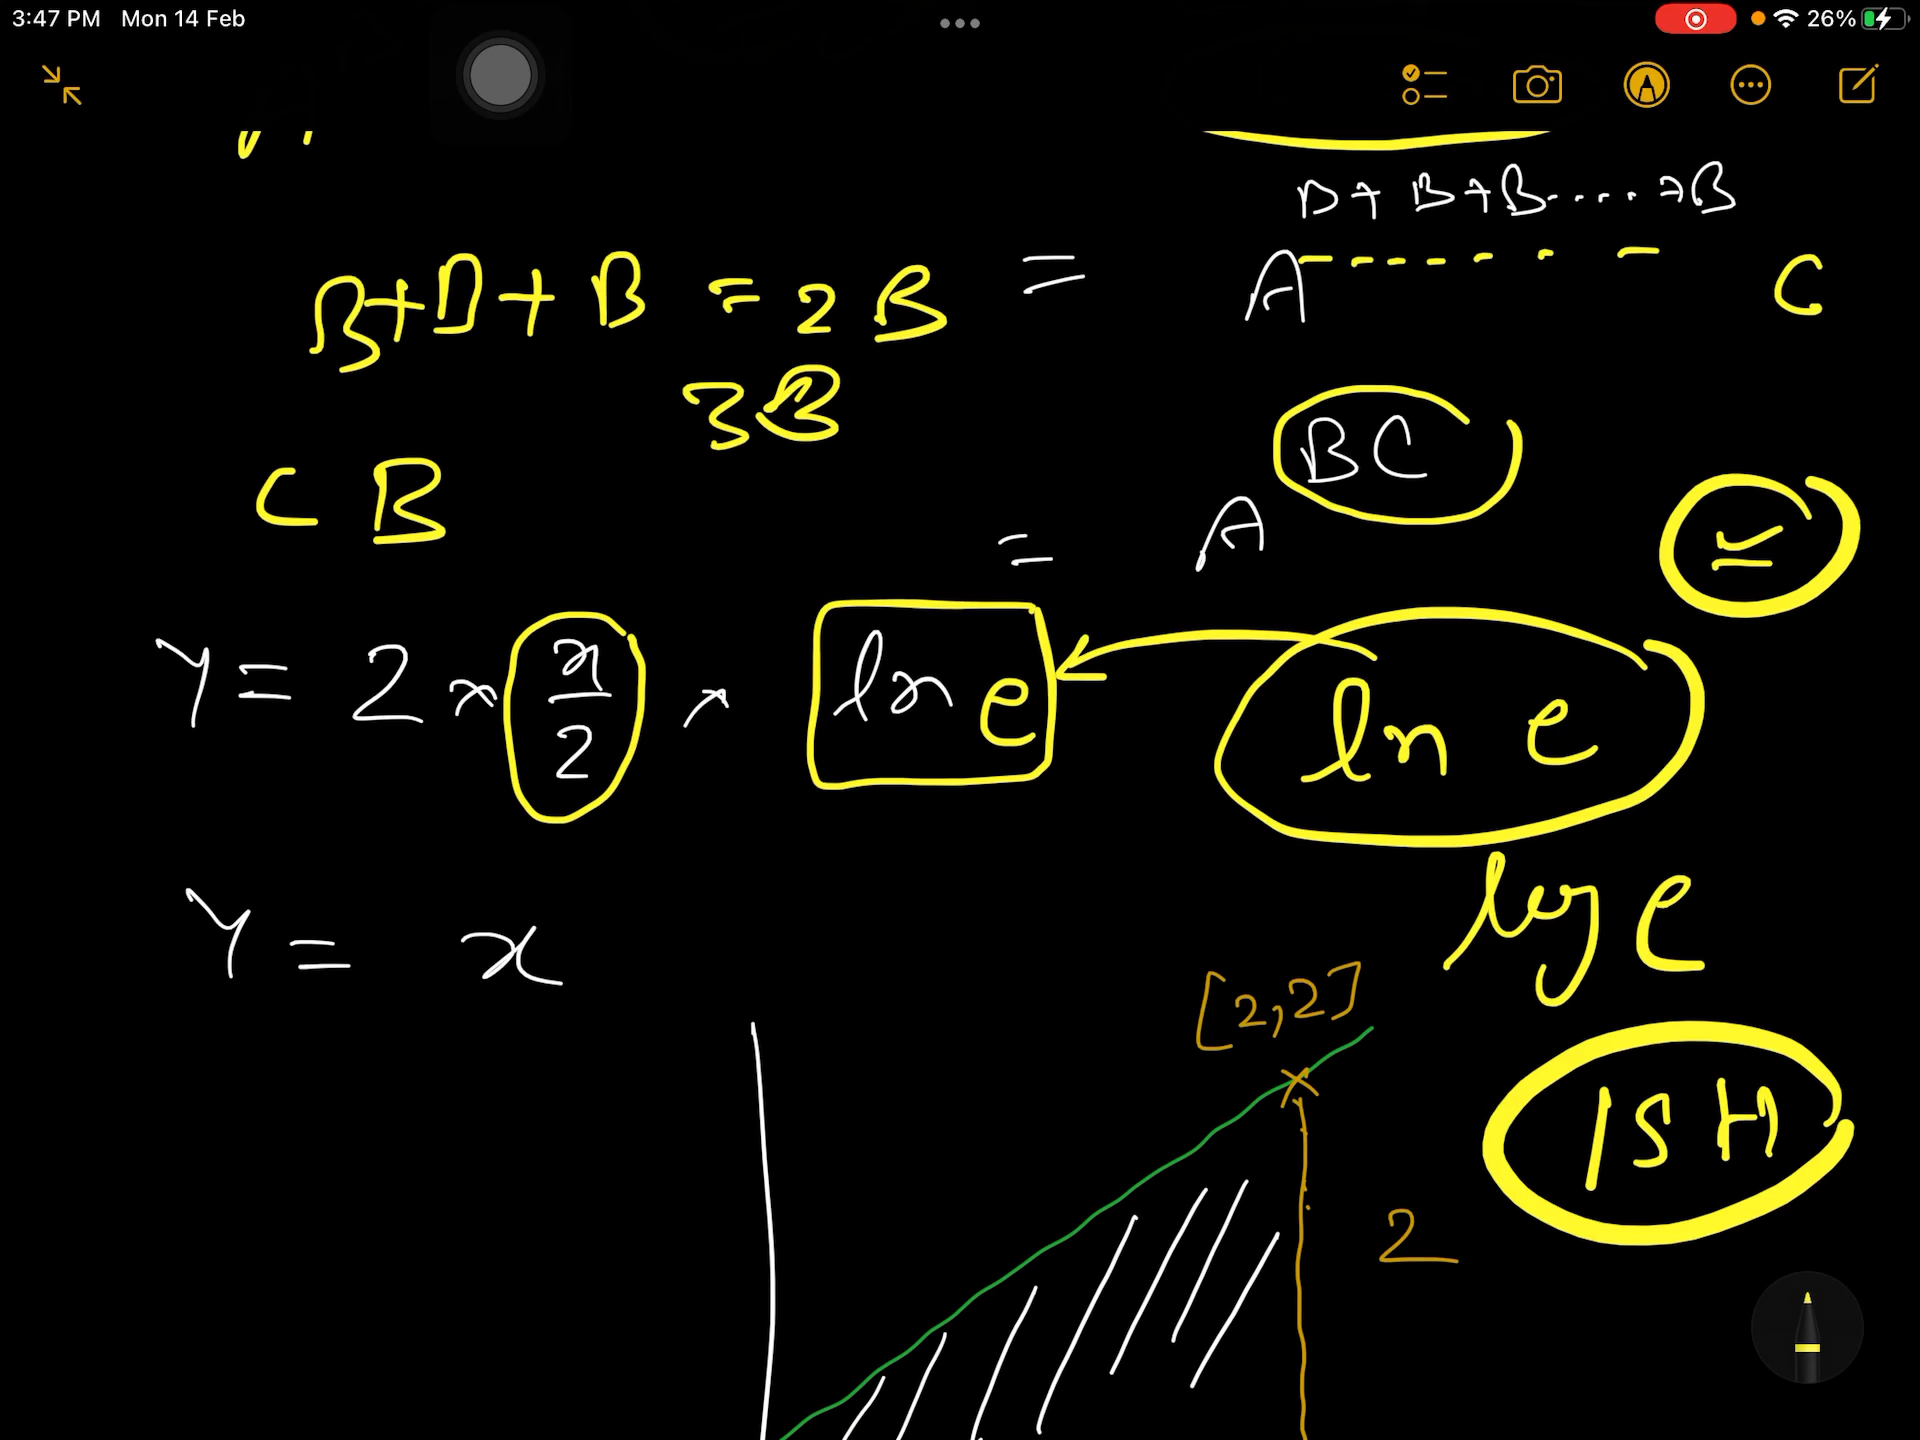 3:47 PM Mon 14 Feb 26%
B+B+B.....+B
B+B+B = 2B = A------- C
3B
CB
= A BC
Y = 2 × x/2 × ln e ln e
log e
Y = x
[2,2]
ISH
2